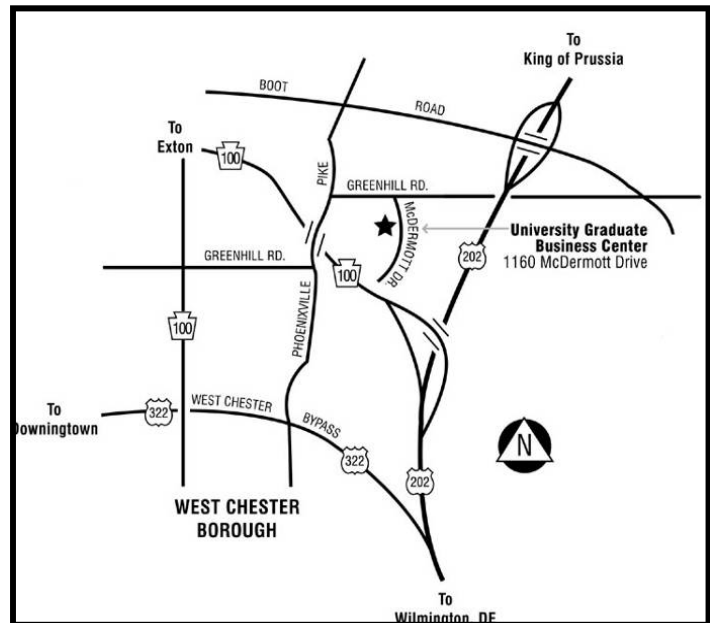 To
King of Prussia
BOOT
ROAD
To
Exton
100
PIKE
GREENHILL RD.
McDERMOTT DR.
University Graduate
Business Center
1160 McDermott Drive
202
GREENHILL RD.
100
100
PHOENIXVILLE
To
Downingtown
322
WEST CHESTER
BYPASS
322
202
N
WEST CHESTER
BOROUGH
To
Wilmington, DE